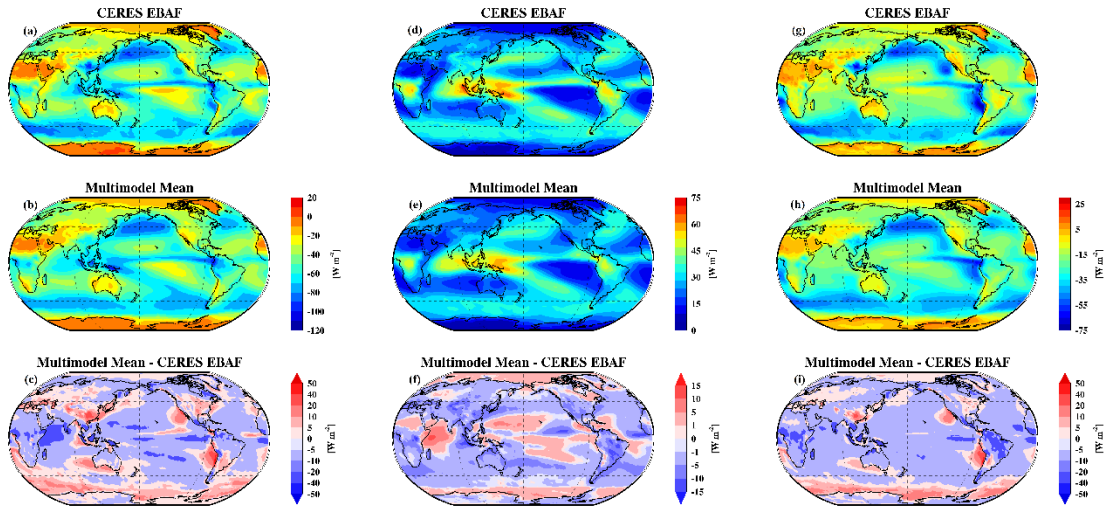 CERES EBAF
(a)
CERES EBAF
(d)
CERES EBAF
(g)
Multimodel Mean
(b)
20
0
-20
-40
-60
-80
-100
-120
[W m-2]
Multimodel Mean
(e)
75
60
45
30
15
0
[W m-2]
Multimodel Mean
(h)
25
5
-15
-35
-55
-75
[W m-2]
Multimodel Mean - CERES EBAF
(c)
50
40
20
10
5
0
-5
-10
-20
-40
-50
[W m-2]
Multimodel Mean - CERES EBAF
(f)
15
10
5
0
-5
-10
-15
[W m-2]
Multimodel Mean - CERES EBAF
(i)
50
40
20
10
5
0
-5
-10
-20
-40
-50
[W m-2]